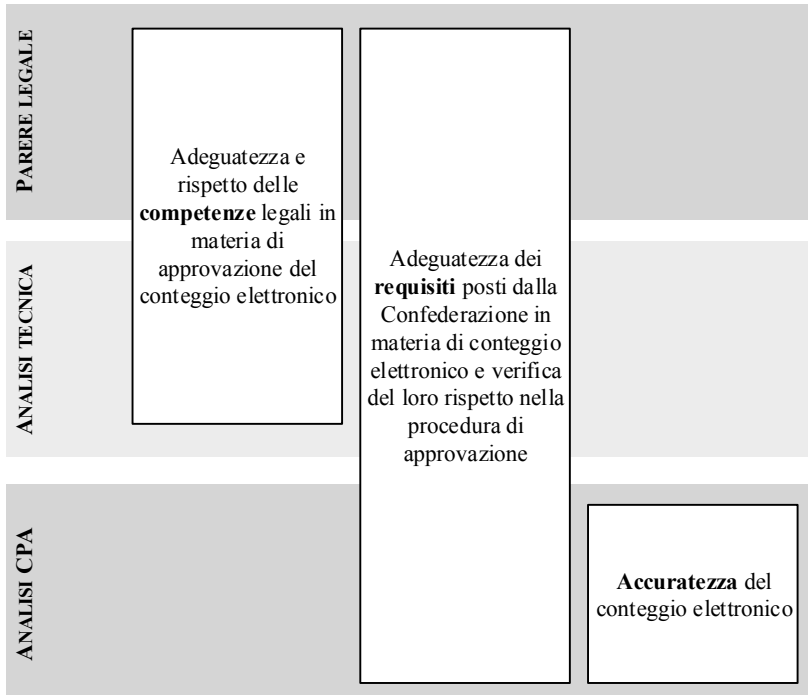 PARERE LEGALE
Adeguatezza e
rispetto delle
competenze legali in
materia di
approvazione del
conteggio elettronico
ANALISI TECNICA
Adeguatezza dei
requisiti posti dalla
Confederazione in
materia di conteggio
elettronico e verifica
del loro rispetto nella
procedura di
approvazione
ANALISI CPA
Accuratezza del
conteggio elettronico